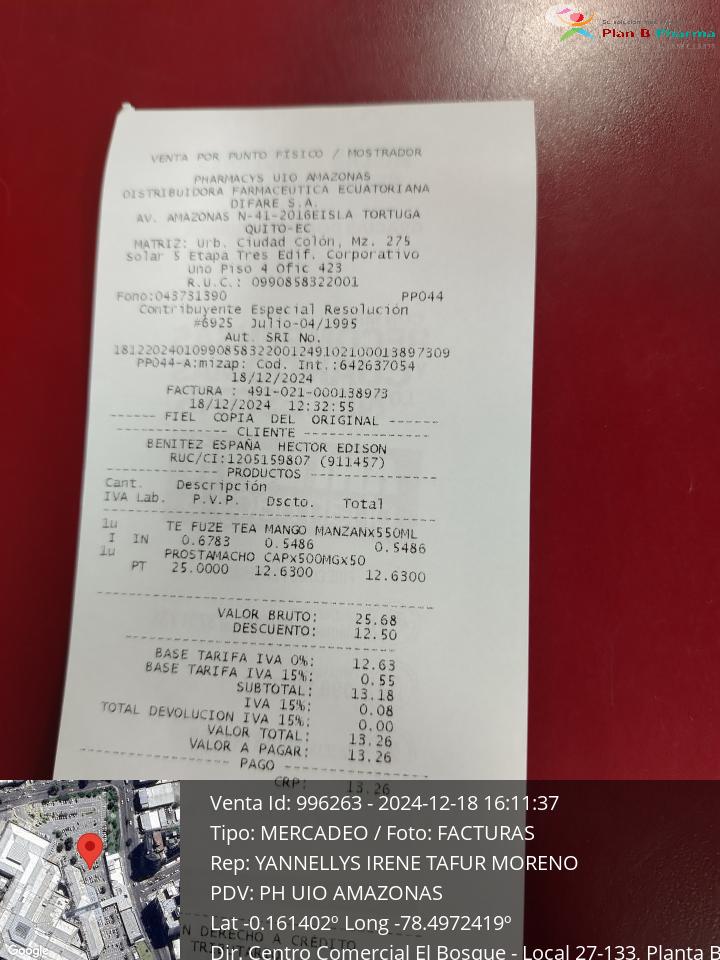 Plan B Pharma
VENTA POR PUNTO FÍSICO / MOSTRADOR
PHARMACYS UIO AMAZONAS
DISTRIBUIDORA FARMACEUTICA ECUATORIANA
DIFARE S.A.
AV. AMAZONAS N-41-2016EISLA TORTUGA
QUITO-EC
MATRIZ: Urb. Ciudad Colón, Mz. 275
Solar 5 Etapa Tres Edif. Corporativo
Uno Piso 4 Ofic 423
R.U.C.: 0990858322001
Fono:043731390 PP044
Contribuyente Especial Resolución
#6925 Julio-04/1995
Aut. SRI No.
1812202401099085832200124910210001389​7309
PP044-A:mizap: Cod. Int.:642637054
18/12/2024
FACTURA : 491-021-000138973
18/12/2024 12:32:55
------ FIEL COPIA DEL ORIGINAL ------
------------- CLIENTE -------------
BENITEZ ESPAÑA HECTOR EDISON
RUC/CI:1205159807 (911457)
------------- PRODUCTOS -------------
Cant. Descripción
IVA Lab. P.V.P. Dscto. Total
1u TE FUZE TEA MANGO MANZANX550ML
I IN 0.6783 0.5486 0.5486
1u PROSTAMACHO CAPX500MGX50
PT 25.0000 12.6300 12.6300
VALOR BRUTO: 25.68
DESCUENTO: 12.50
BASE TARIFA IVA 0%: 12.63
BASE TARIFA IVA 15%: 0.55
SUBTOTAL: 13.18
IVA 15%: 0.08
TOTAL DEVOLUCION IVA 15%: 0.00
VALOR TOTAL: 13.26
VALOR A PAGAR: 13.26
------------- PAGO -------------
CRP: 13.26
Venta Id: 996263 - 2024-12-18 16:11:37
Tipo: MERCADEO / Foto: FACTURAS
Rep: YANNELLYS IRENE TAFUR MORENO
PDV: PH UIO AMAZONAS
Lat -0.161402º Long -78.4972419º
N DERECHO A CRÉDITO
Dir: Centro Comercial El Bosque - Local 27-133, Planta B
Google